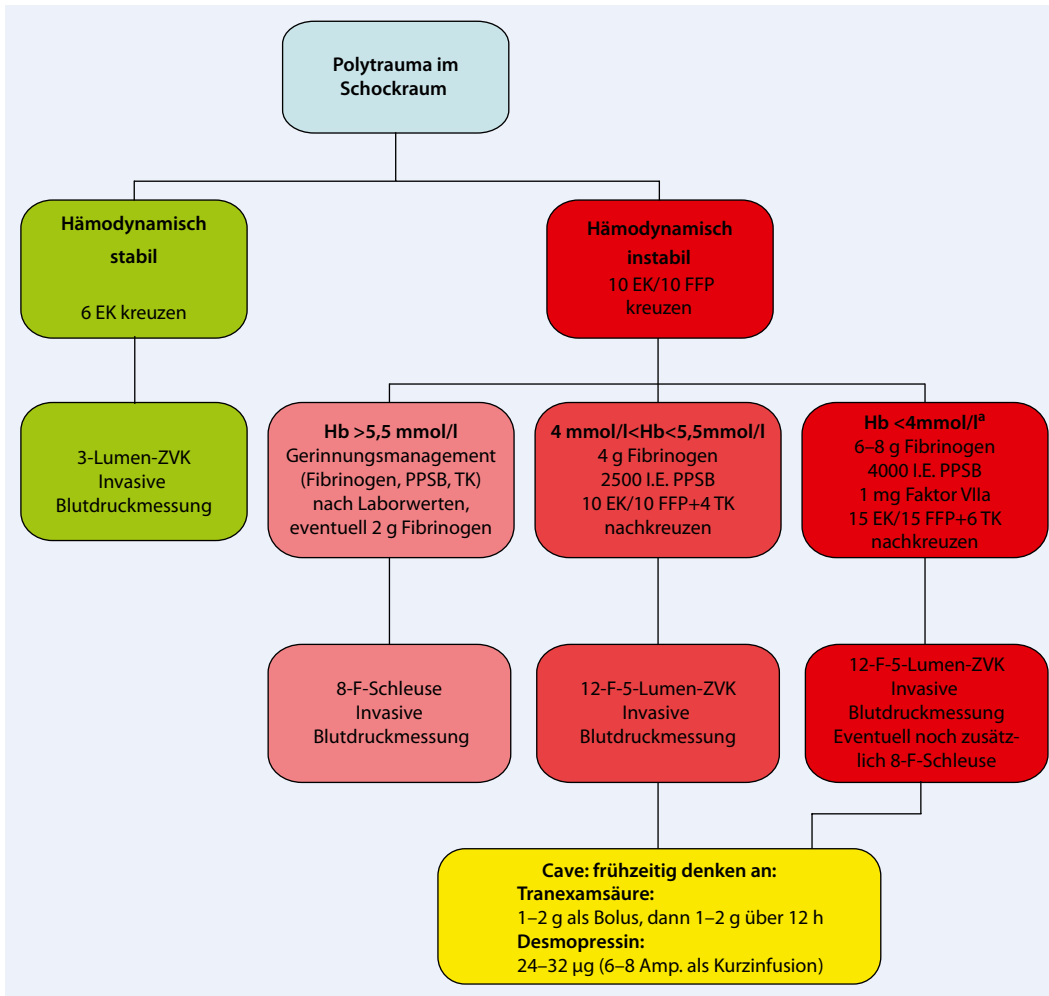 Polytrauma im
Schockraum
Hämodynamisch
stabil
6 EK kreuzen
Hämodynamisch
instabil
10 EK/10 FFP
kreuzen
3-Lumen-ZVK
Invasive
Blutdruckmessung
Hb >5,5 mmol/l
Gerinnungsmanagement
(Fibrinogen, PPSB, TK)
nach Laborwerten,
eventuell 2 g Fibrinogen
4 mmol/l<Hb<5,5mmol/l
4 g Fibrinogen
2500 I.E. PPSB
10 EK/10 FFP+4 TK
nachkreuzen
Hb <4mmol/lᵃ
6–8 g Fibrinogen
4000 I.E. PPSB
1 mg Faktor VIIa
15 EK/15 FFP+6 TK
nachkreuzen
8-F-Schleuse
Invasive
Blutdruckmessung
12-F-5-Lumen-ZVK
Invasive
Blutdruckmessung
12-F-5-Lumen-ZVK
Invasive
Blutdruckmessung
Eventuell noch zusätz-
lich 8-F-Schleuse
Cave: frühzeitig denken an:
Tranexamsäure:
1–2 g als Bolus, dann 1–2 g über 12 h
Desmopressin:
24–32 µg (6–8 Amp. als Kurzinfusion)